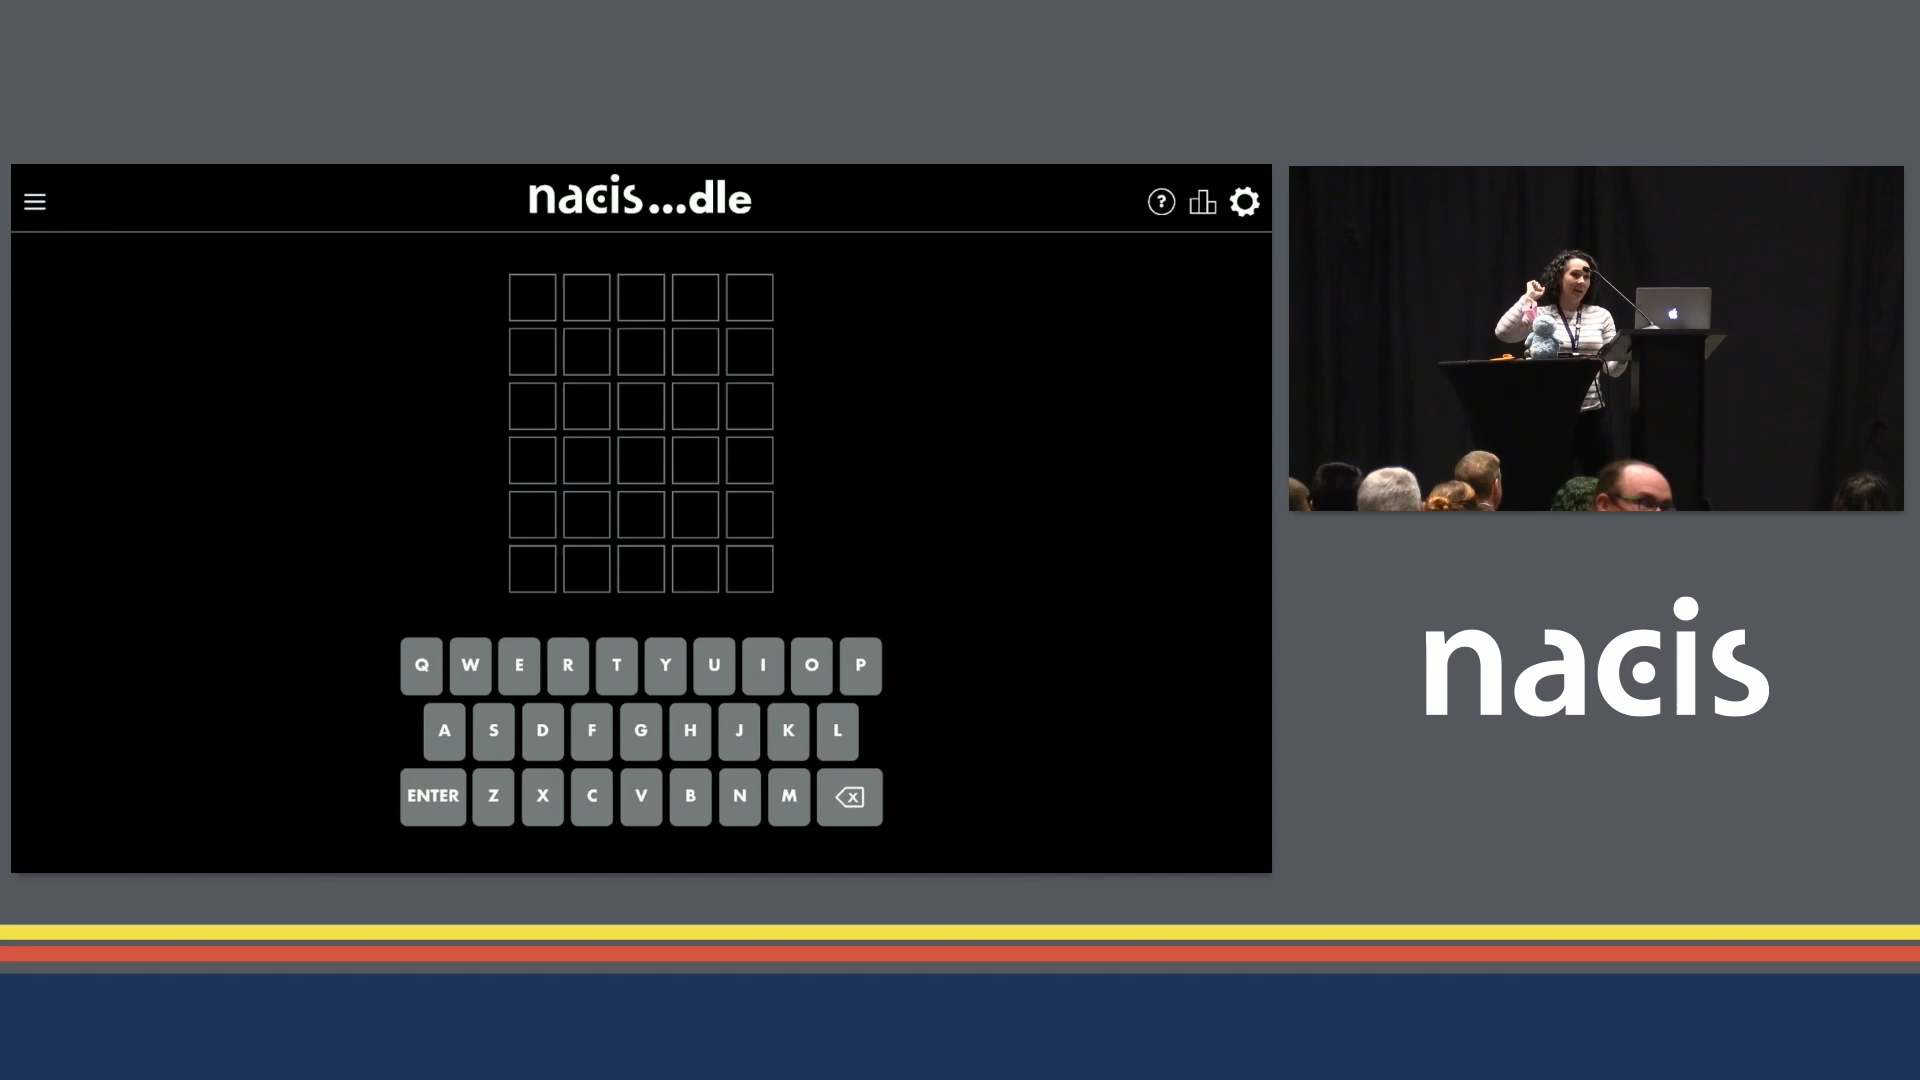 nacis...dle
?
Q W E R T Y U I O P
A S D F G H J K L
ENTER Z X C V B N M X
nacis